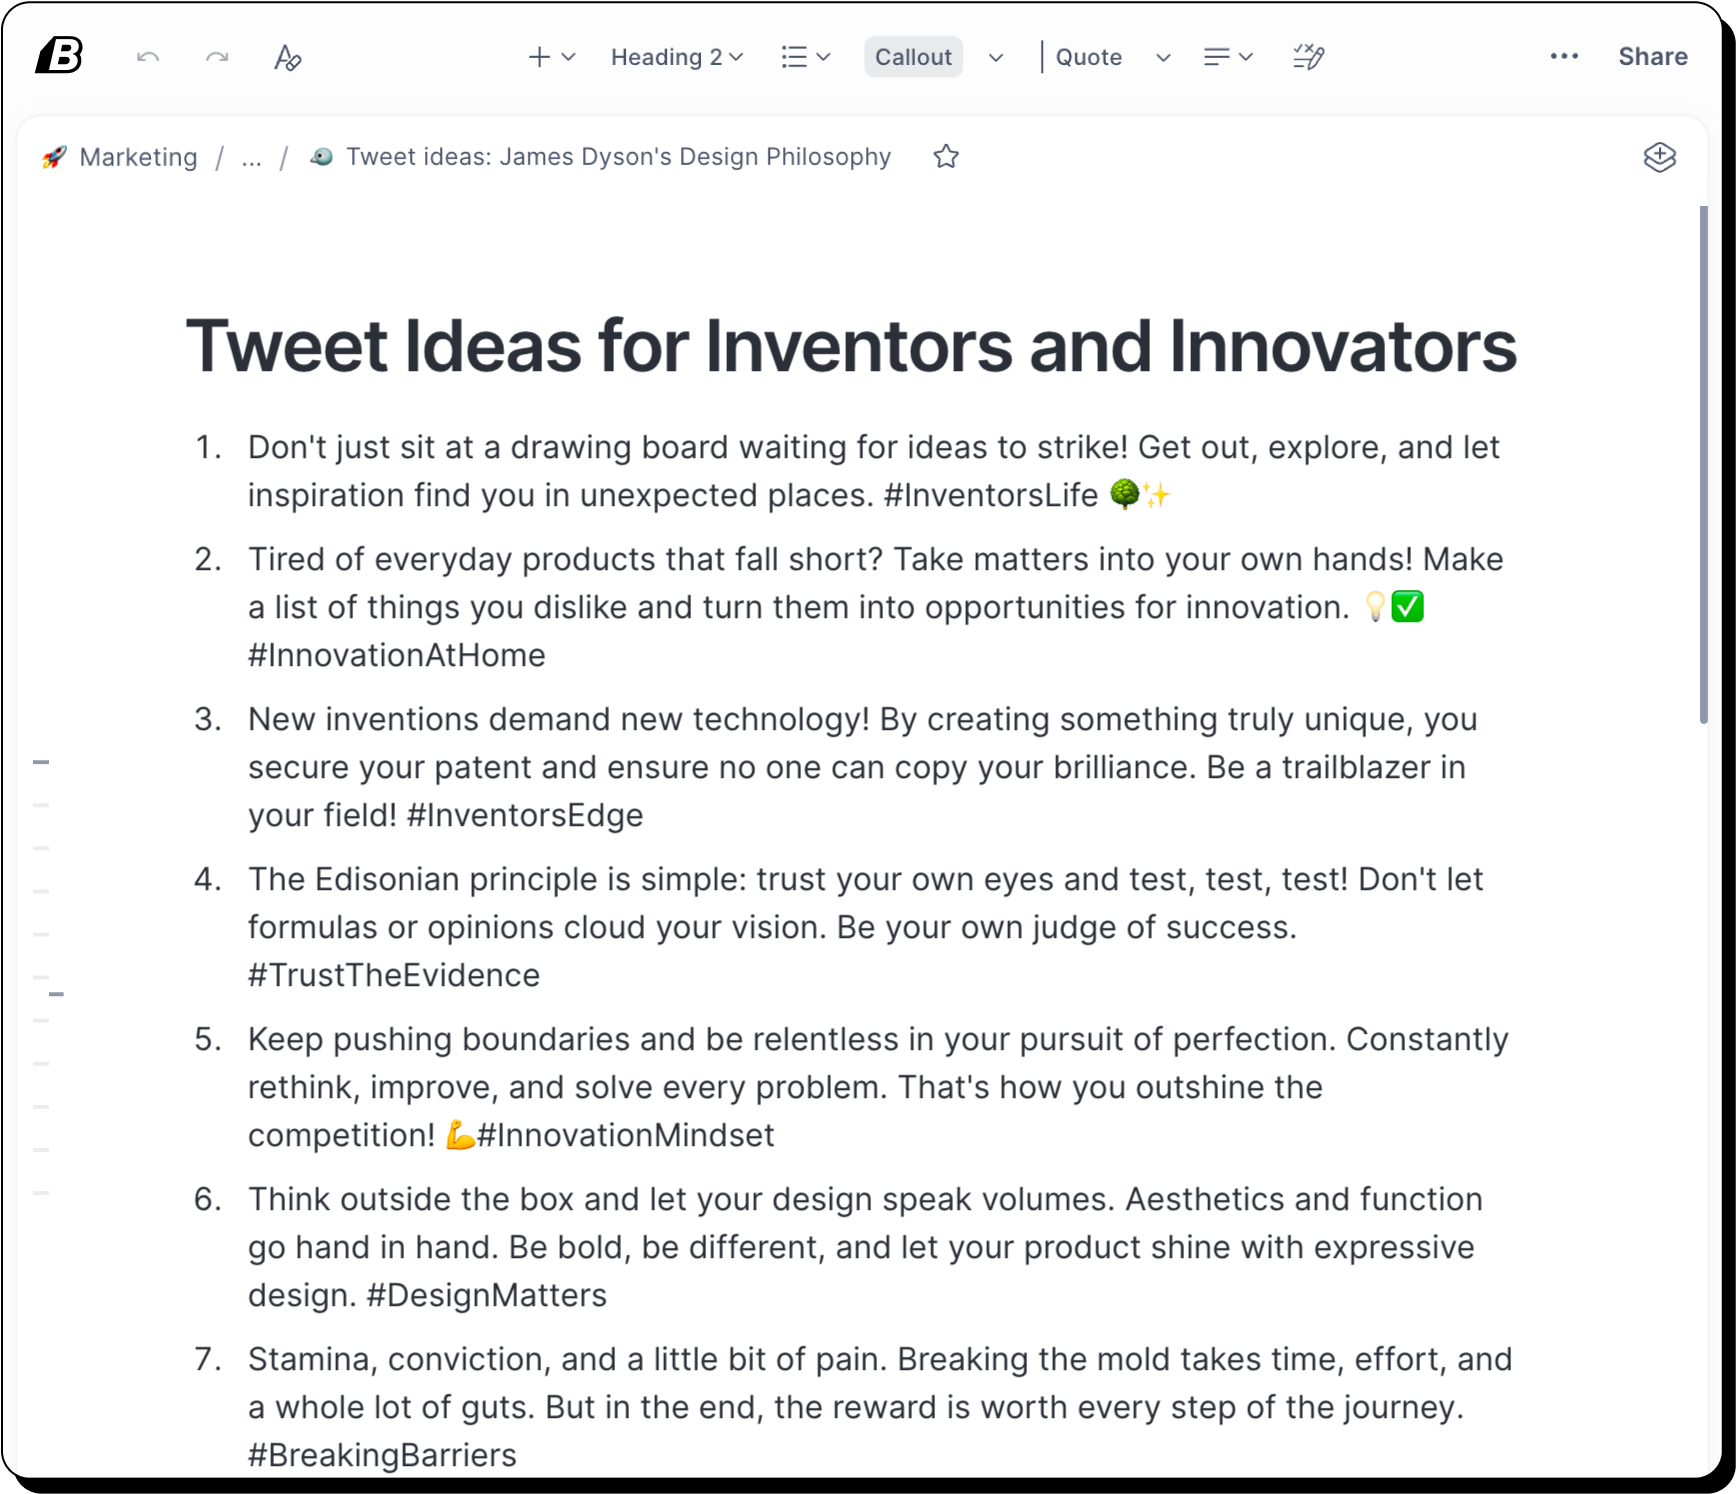 B
Heading 2
Callout
Quote
Share
Marketing / ... / Tweet ideas: James Dyson's Design Philosophy
Tweet Ideas for Inventors and Innovators
1. Don't just sit at a drawing board waiting for ideas to strike! Get out, explore, and let
inspiration find you in unexpected places. #InventorsLife 🌳✨
2. Tired of everyday products that fall short? Take matters into your own hands! Make
a list of things you dislike and turn them into opportunities for innovation. 💡✅
#InnovationAtHome
3. New inventions demand new technology! By creating something truly unique, you
secure your patent and ensure no one can copy your brilliance. Be a trailblazer in
your field! #InventorsEdge
4. The Edisonian principle is simple: trust your own eyes and test, test, test! Don't let
formulas or opinions cloud your vision. Be your own judge of success.
#TrustTheEvidence
5. Keep pushing boundaries and be relentless in your pursuit of perfection. Constantly
rethink, improve, and solve every problem. That's how you outshine the
competition! 💪#InnovationMindset
6. Think outside the box and let your design speak volumes. Aesthetics and function
go hand in hand. Be bold, be different, and let your product shine with expressive
design. #DesignMatters
7. Stamina, conviction, and a little bit of pain. Breaking the mold takes time, effort, and
a whole lot of guts. But in the end, the reward is worth every step of the journey.
#BreakingBarriers